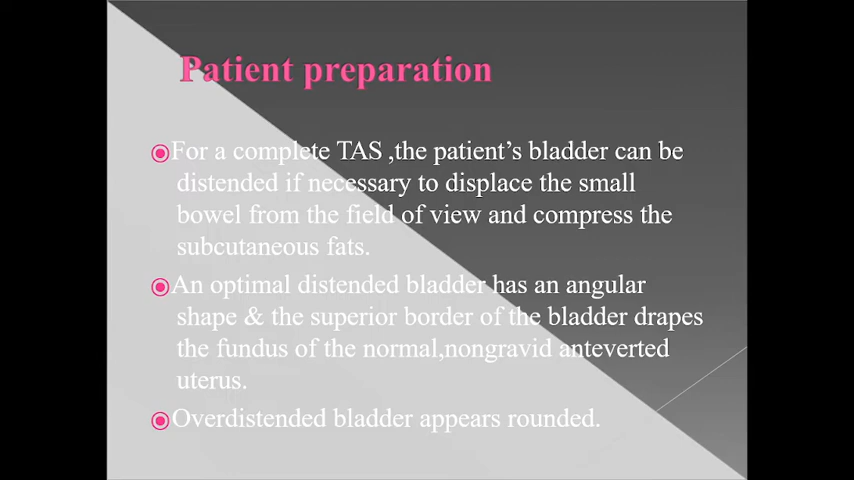 Patient preparation
For a complete TAS ,the patient's bladder can be
distended if necessary to displace the small
bowel from the field of view and compress the
subcutaneous fats.
An optimal distended bladder has an angular
shape & the superior border of the bladder drapes
the fundus of the normal,nongravid anteverted
uterus.
Overdistended bladder appears rounded.